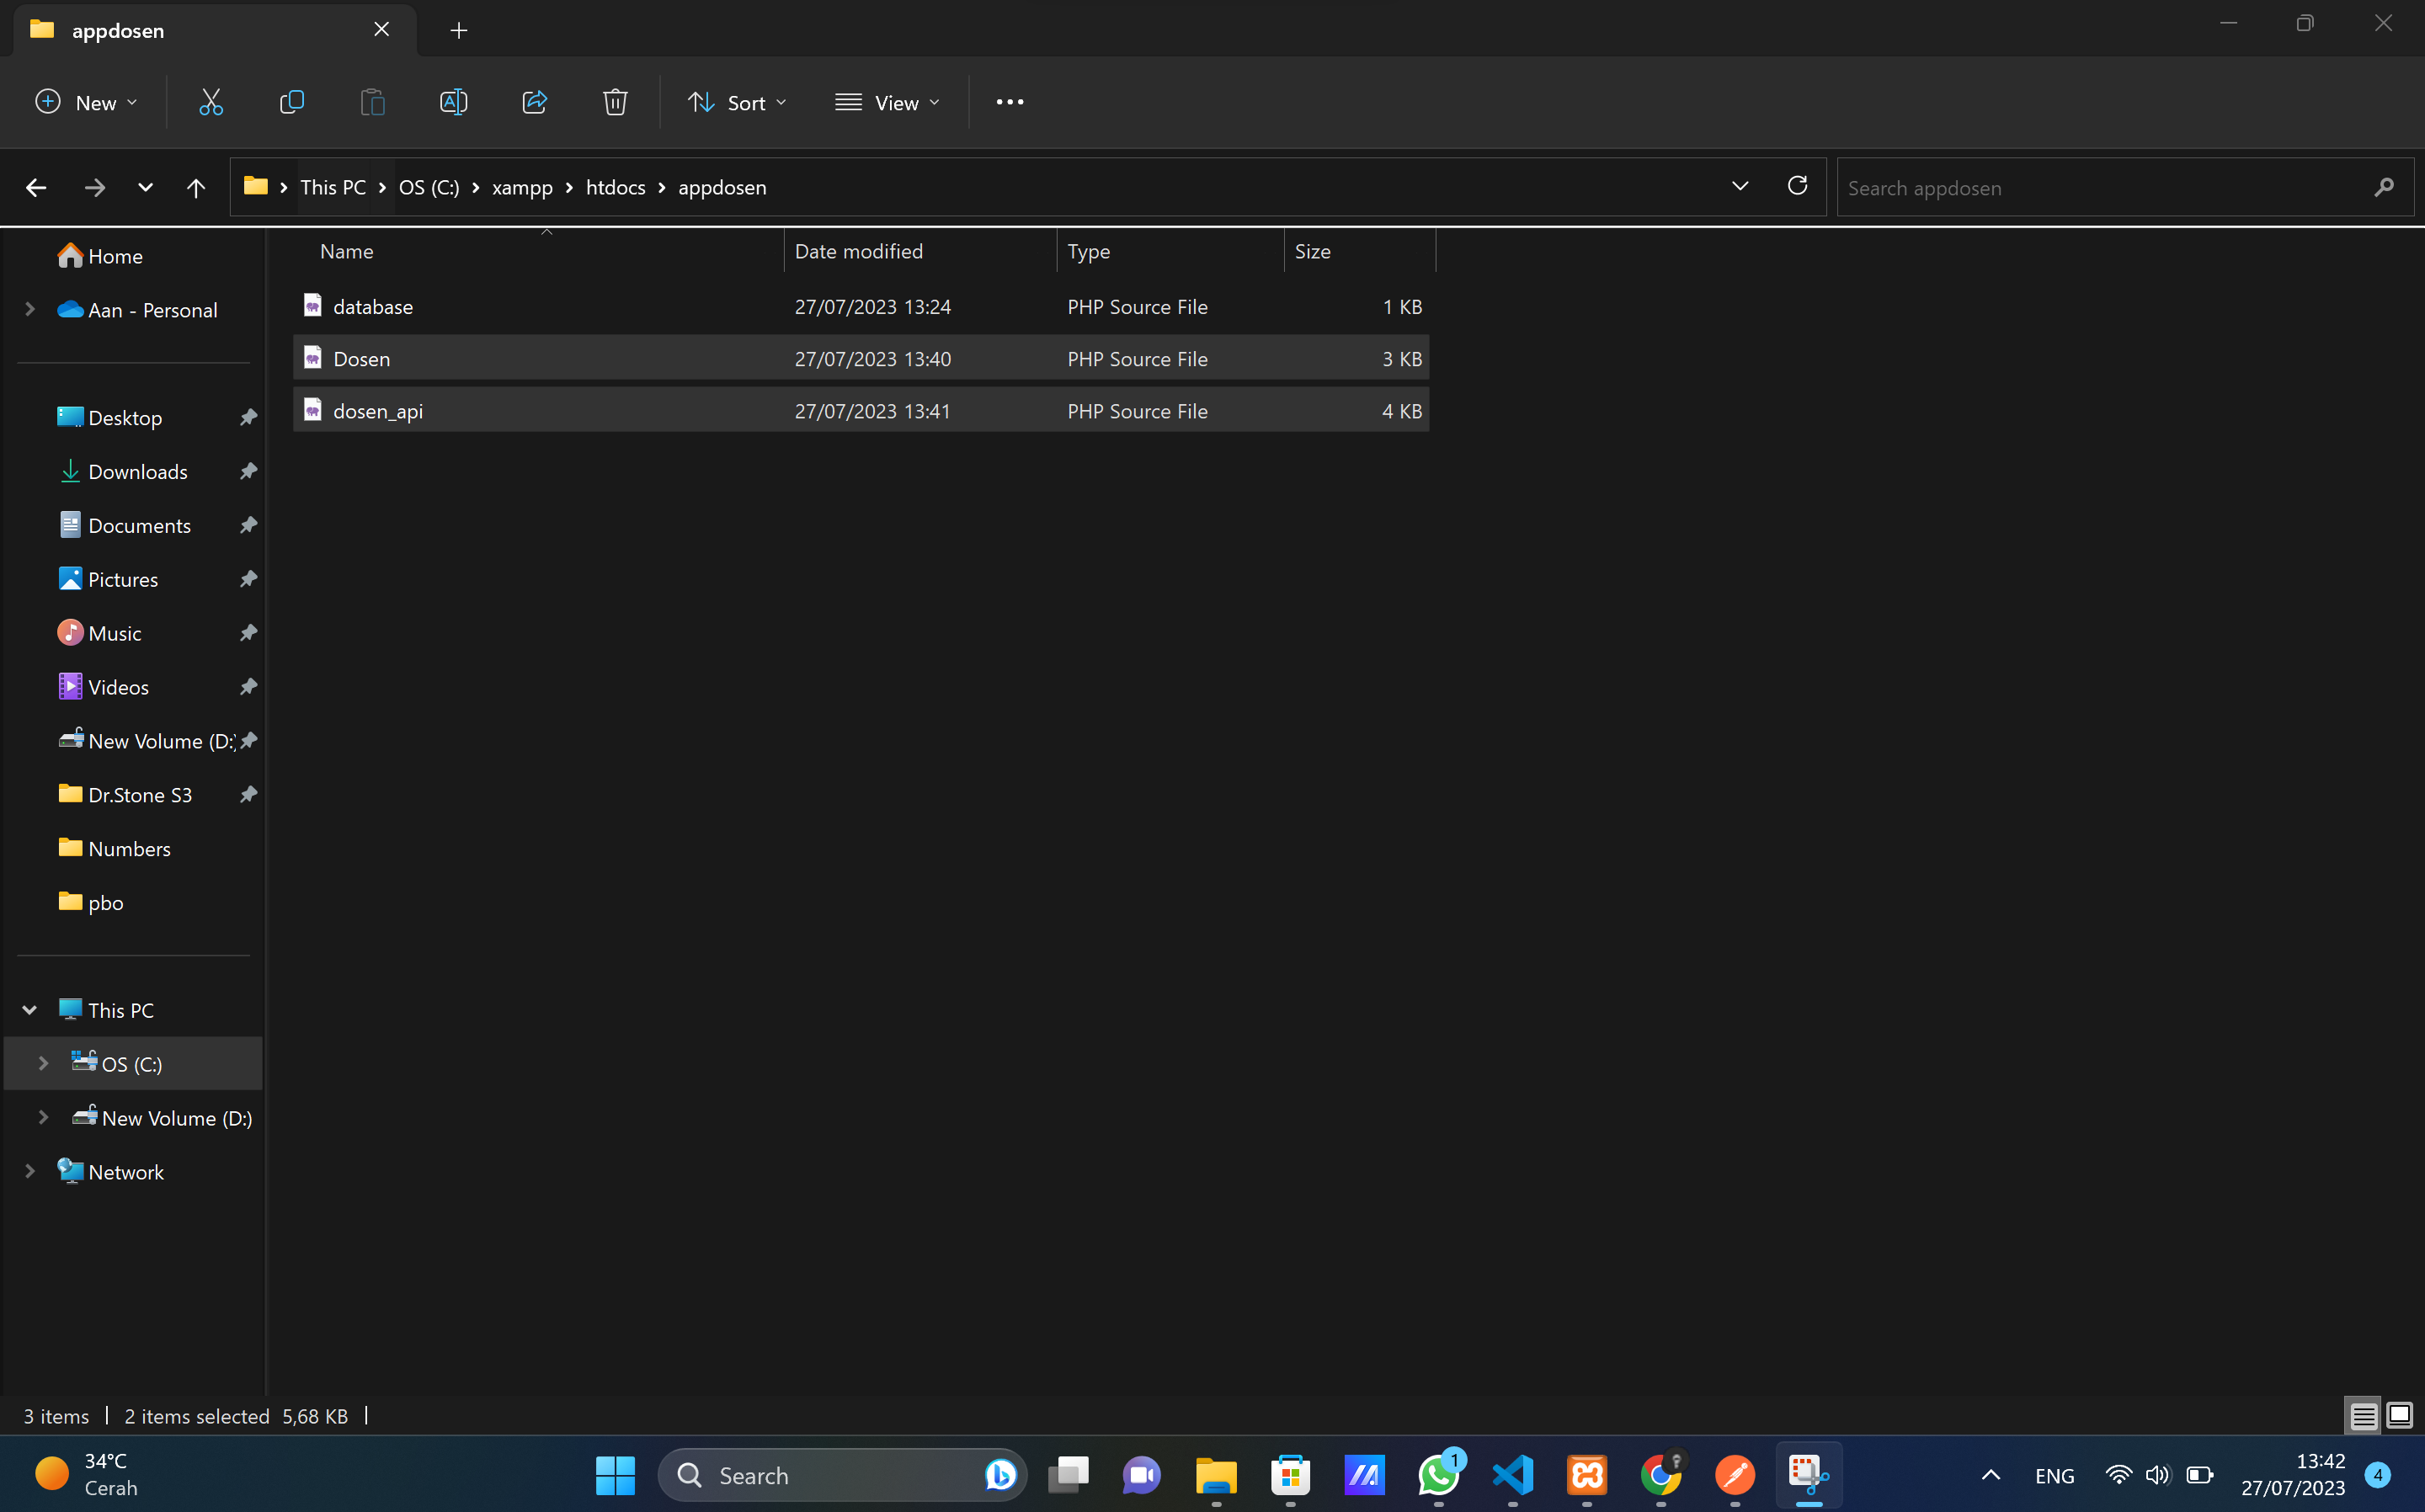 appdosen
New
Sort
View
This PC
OS (C:)
xampp
htdocs
appdosen
Search appdosen
Home
Aan - Personal
Desktop
Downloads
Documents
Pictures
Music
Videos
New Volume (D:)
Dr.Stone S3
Numbers
pbo
This PC
OS (C:)
New Volume (D:)
Network
Name Date modified Type Size
database 27/07/2023 13:24 PHP Source File 1 KB
Dosen 27/07/2023 13:40 PHP Source File 3 KB
dosen_api 27/07/2023 13:41 PHP Source File 4 KB
3 items 2 items selected 5,68 KB
34°C
Cerah
Search
1
ENG
13:42
27/07/2023
4